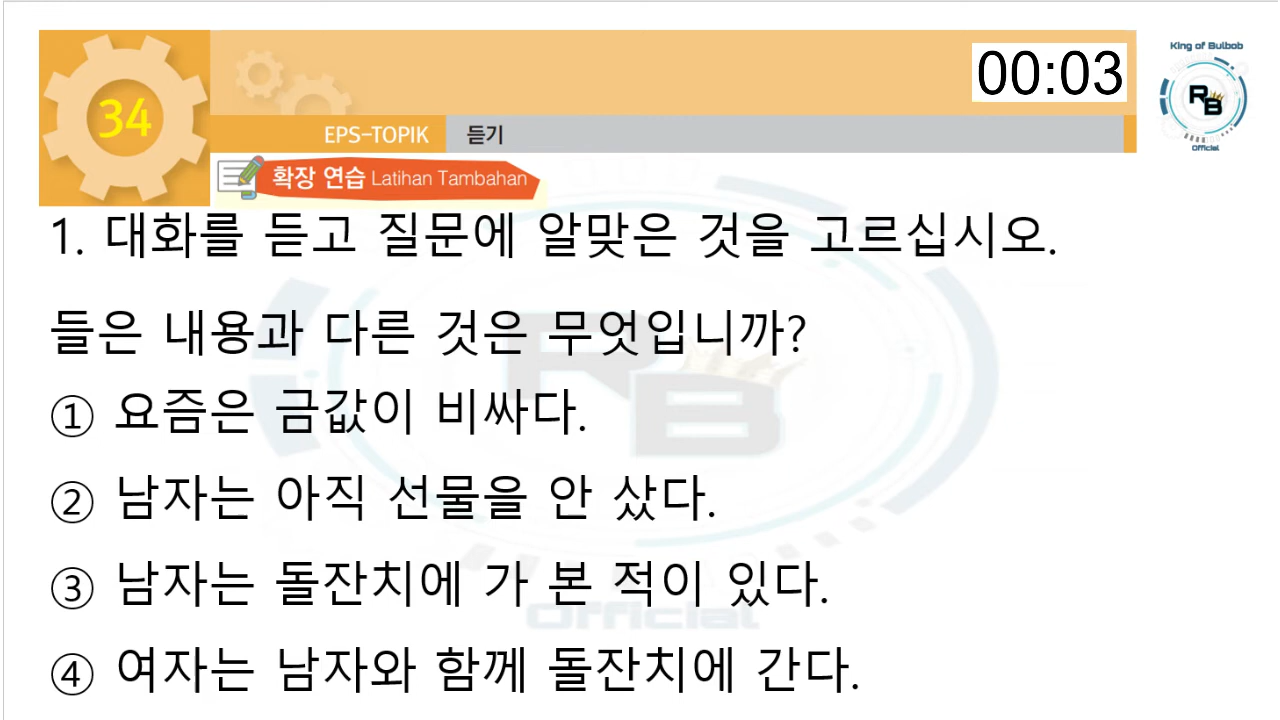 34
00:03
King of Bulbob
RB
Official
EPS-TOPIK 듣기
확장 연습 Latihan Tambahan
1. 대화를 듣고 질문에 알맞은 것을 고르십시오.
들은 내용과 다른 것은 무엇입니까?
① 요즘은 금값이 비싸다.
② 남자는 아직 선물을 안 샀다.
③ 남자는 돌잔치에 가 본 적이 있다.
④ 여자는 남자와 함께 돌잔치에 간다.
RB
Official